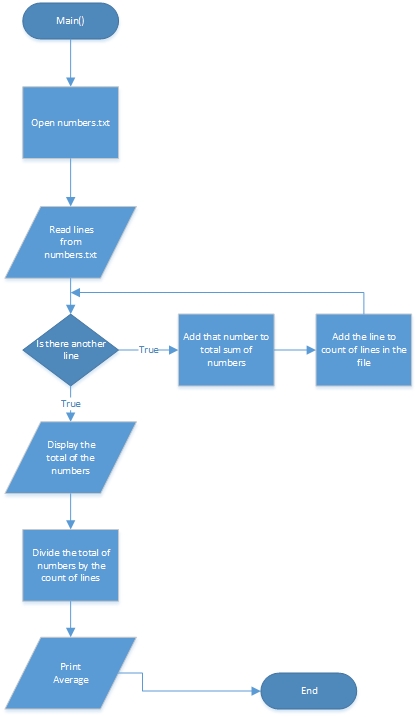 Main()
Open numbers.txt
Read lines
from
numbers.txt
Is there another
line
True
Add that number to
total sum of
numbers
Add the line to
count of lines in the
file
True
Display the
total of the
numbers
Divide the total of
numbers by the
count of lines
Print
Average
End